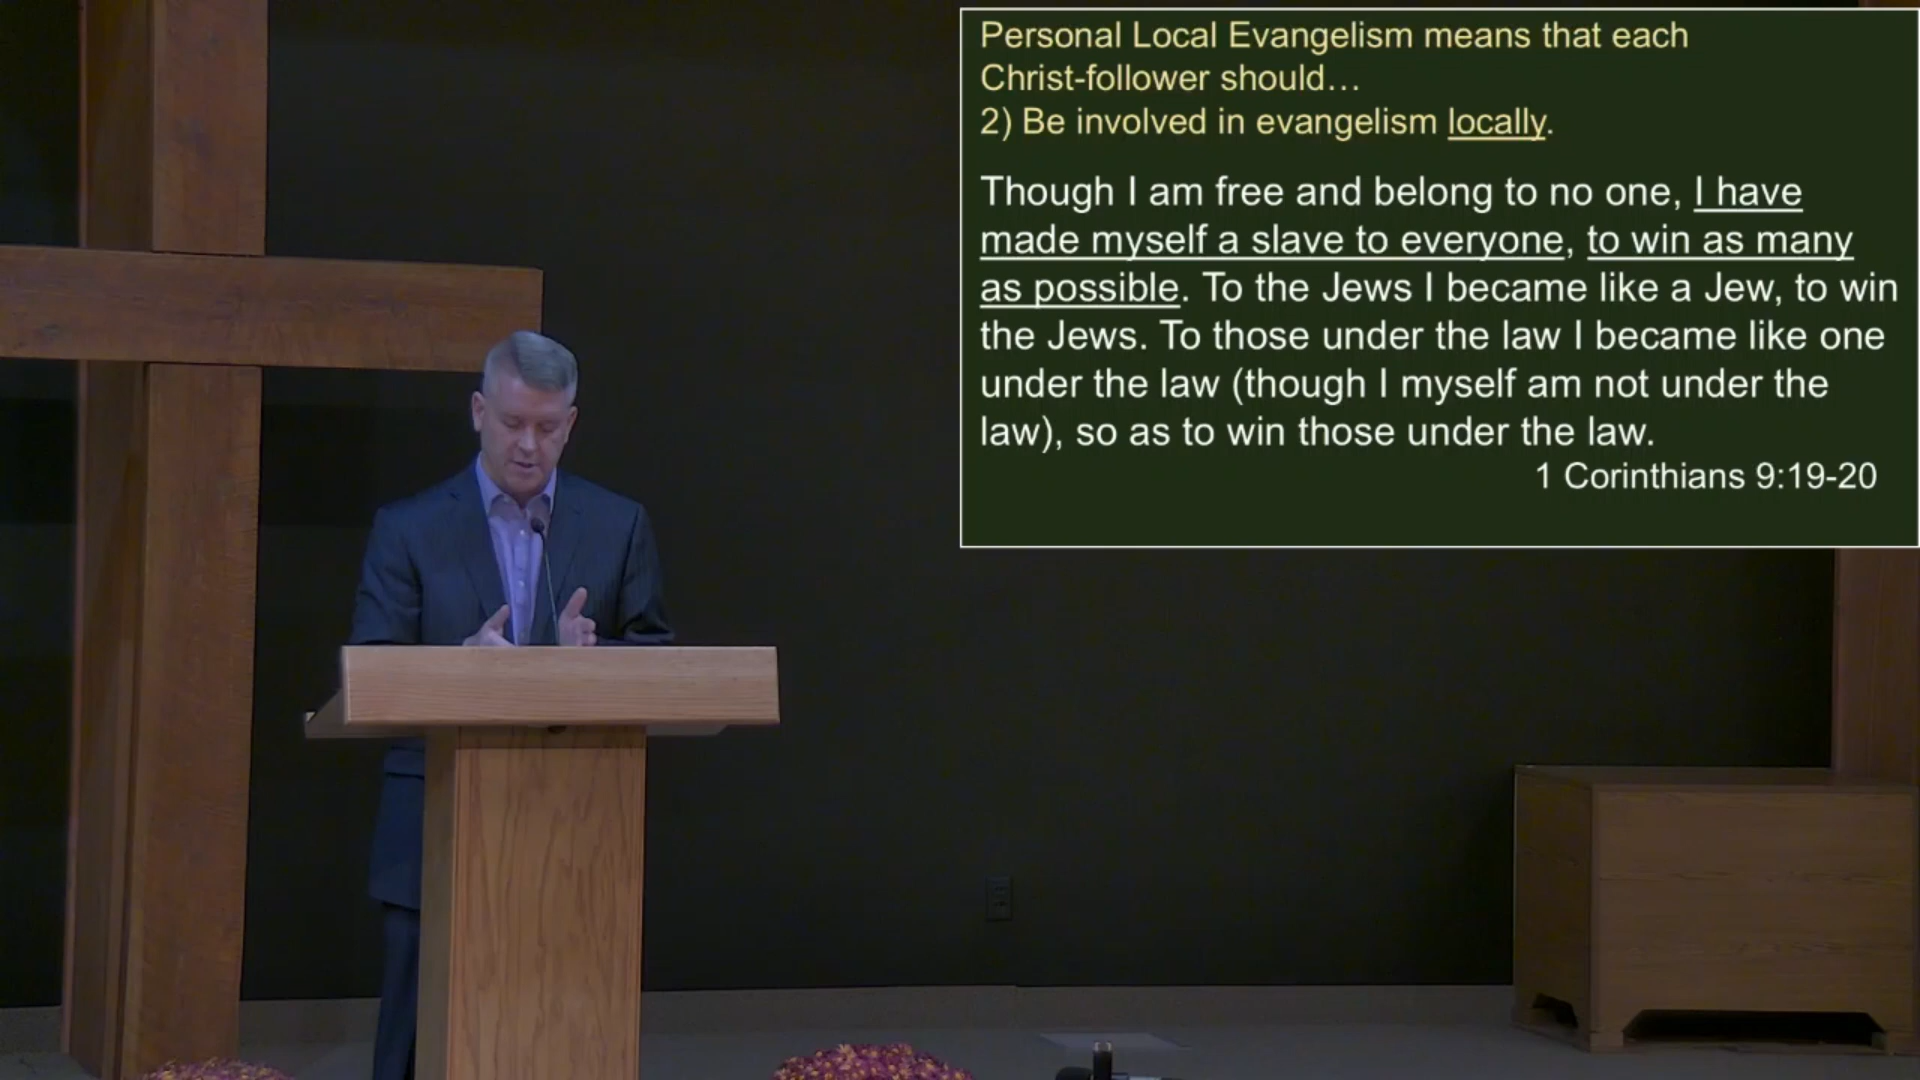 Personal Local Evangelism means that each
Christ-follower should…
2) Be involved in evangelism locally.
Though I am free and belong to no one, I have
made myself a slave to everyone, to win as many
as possible. To the Jews I became like a Jew, to win
the Jews. To those under the law I became like one
under the law (though I myself am not under the
law), so as to win those under the law.
1 Corinthians 9:19-20